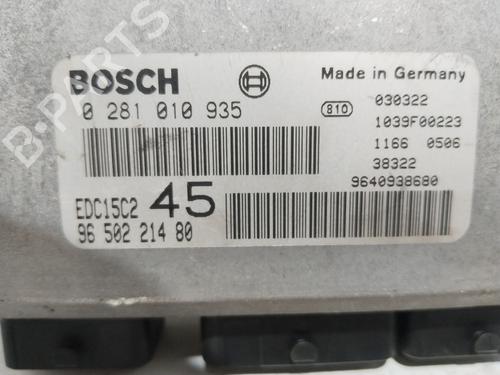 BOSCH
Made in Germany
0 281 010 935
810
030322
1039F00223
1166 0506
38322
9640938680
EDC15C2 45
96 502 214 80
B-PARTS